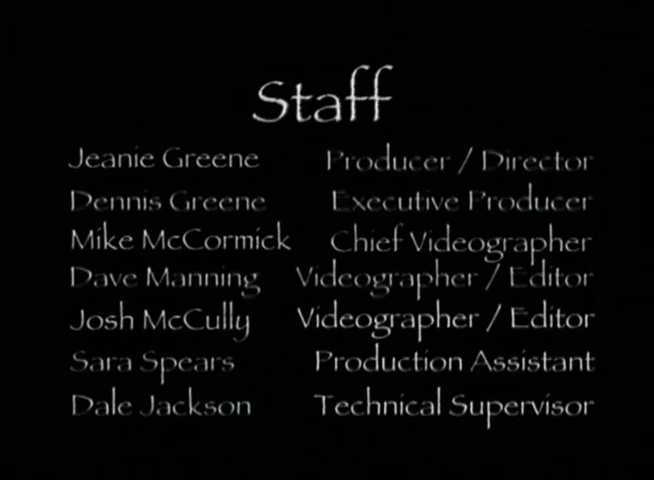 Staff
Jeanie Greene Producer / Director
Dennis Greene Executive Producer
Mike McCormick Chief Videographer
Dave Manning Videographer / Editor
Josh McCully Videographer / Editor
Sara Spears Production Assistant
Dale Jackson Technical Supervisor